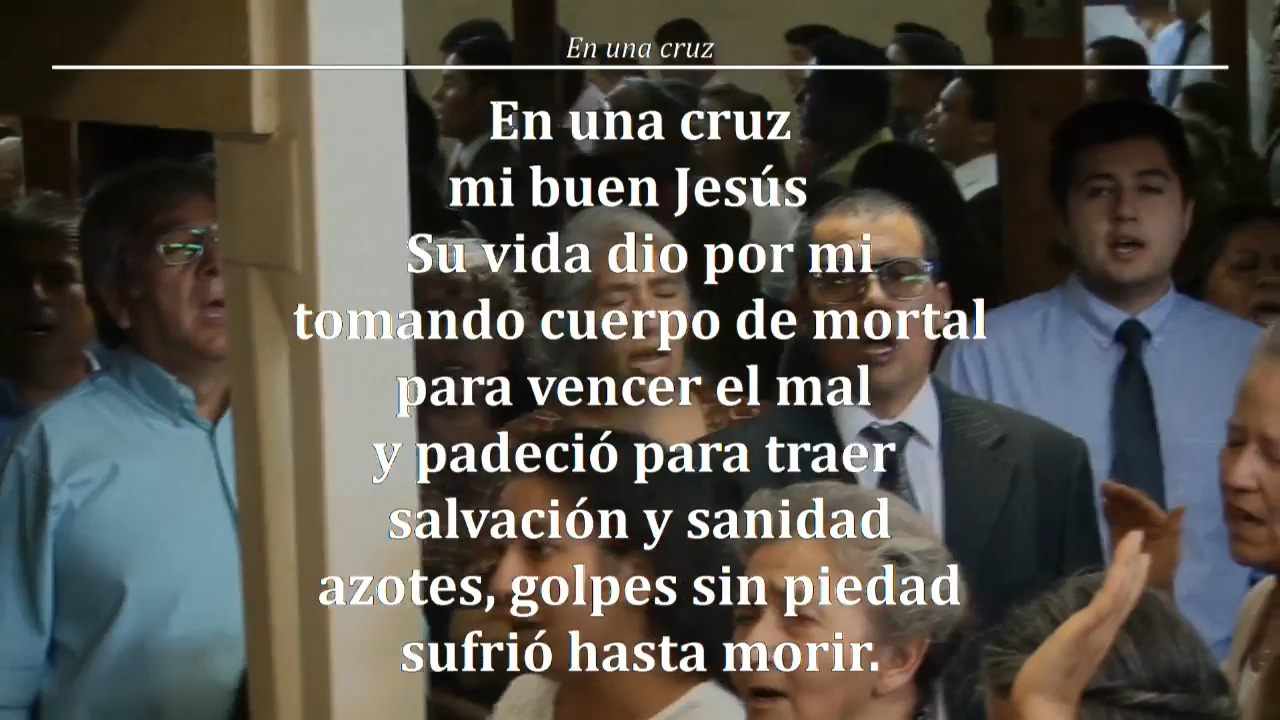 En una cruz
En una cruz
mi buen Jesús
Su vida dio por mi
tomando cuerpo de mortal
para vencer el mal
y padeció para traer
salvación y sanidad
azotes, golpes sin piedad
sufrió hasta morir.